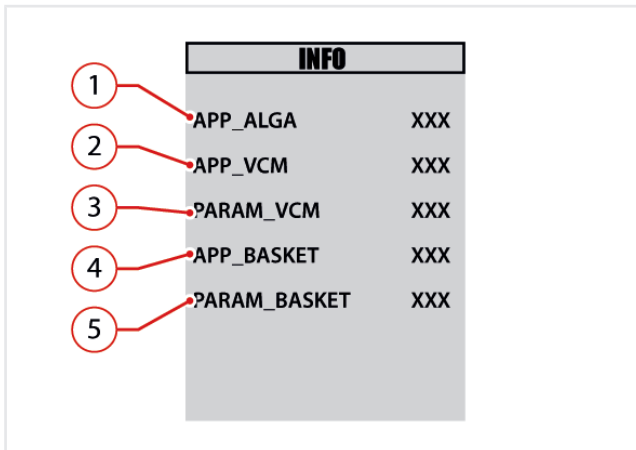 INFO
1 APP_ALGA XXX
2 APP_VCM XXX
3 PARAM_VCM XXX
4 APP_BASKET XXX
5 PARAM_BASKET XXX